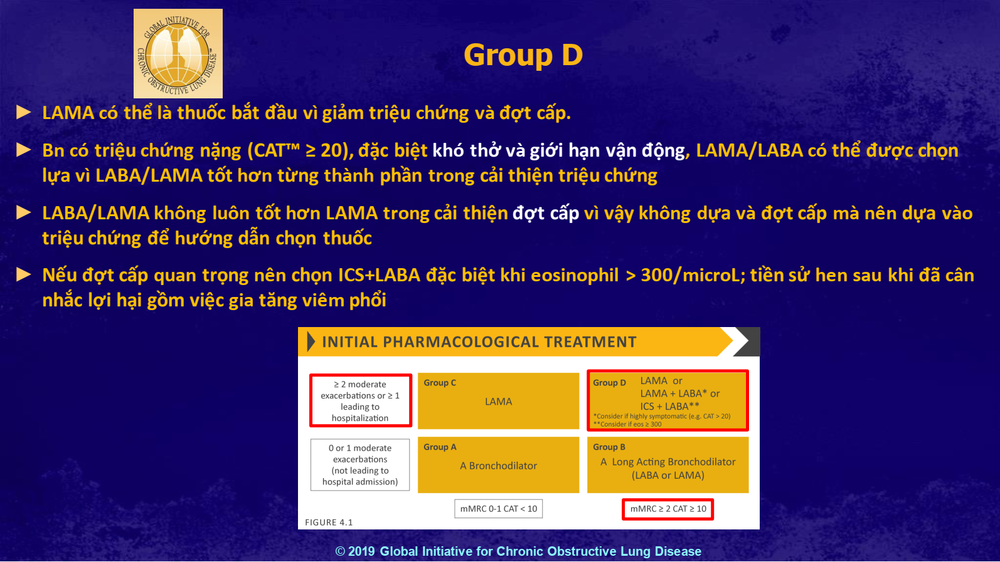 GLOBAL INITIATIVE FOR
CHRONIC OBSTRUCTIVE LUNG DISEASE
Group D
► LAMA có thể là thuốc bắt đầu vì giảm triệu chứng và đợt cấp.
► Bn có triệu chứng nặng (CAT™ ≥ 20), đặc biệt khó thở và giới hạn vận động, LAMA/LABA có thể được chọn
lựa vì LABA/LAMA tốt hơn từng thành phần trong cải thiện triệu chứng
► LABA/LAMA không luôn tốt hơn LAMA trong cải thiện đợt cấp vì vậy không dựa và đợt cấp mà nên dựa vào
triệu chứng để hướng dẫn chọn thuốc
► Nếu đợt cấp quan trọng nên chọn ICS+LABA đặc biệt khi eosinophil > 300/microL; tiền sử hen sau khi đã cân
nhắc lợi hại gồm việc gia tăng viêm phổi
INITIAL PHARMACOLOGICAL TREATMENT
≥ 2 moderate
exacerbations or ≥ 1
leading to
hospitalization
Group C
LAMA
Group D
LAMA or
LAMA + LABA* or
ICS + LABA**
*Consider if highly symptomatic (e.g. CAT > 20)
**Consider if eos ≥ 300
0 or 1 moderate
exacerbations
(not leading to
hospital admission)
Group A
A Bronchodilator
Group B
A Long Acting Bronchodilator
(LABA or LAMA)
mMRC 0-1 CAT < 10
mMRC ≥ 2 CAT ≥ 10
FIGURE 4.1
© 2019 Global Initiative for Chronic Obstructive Lung Disease